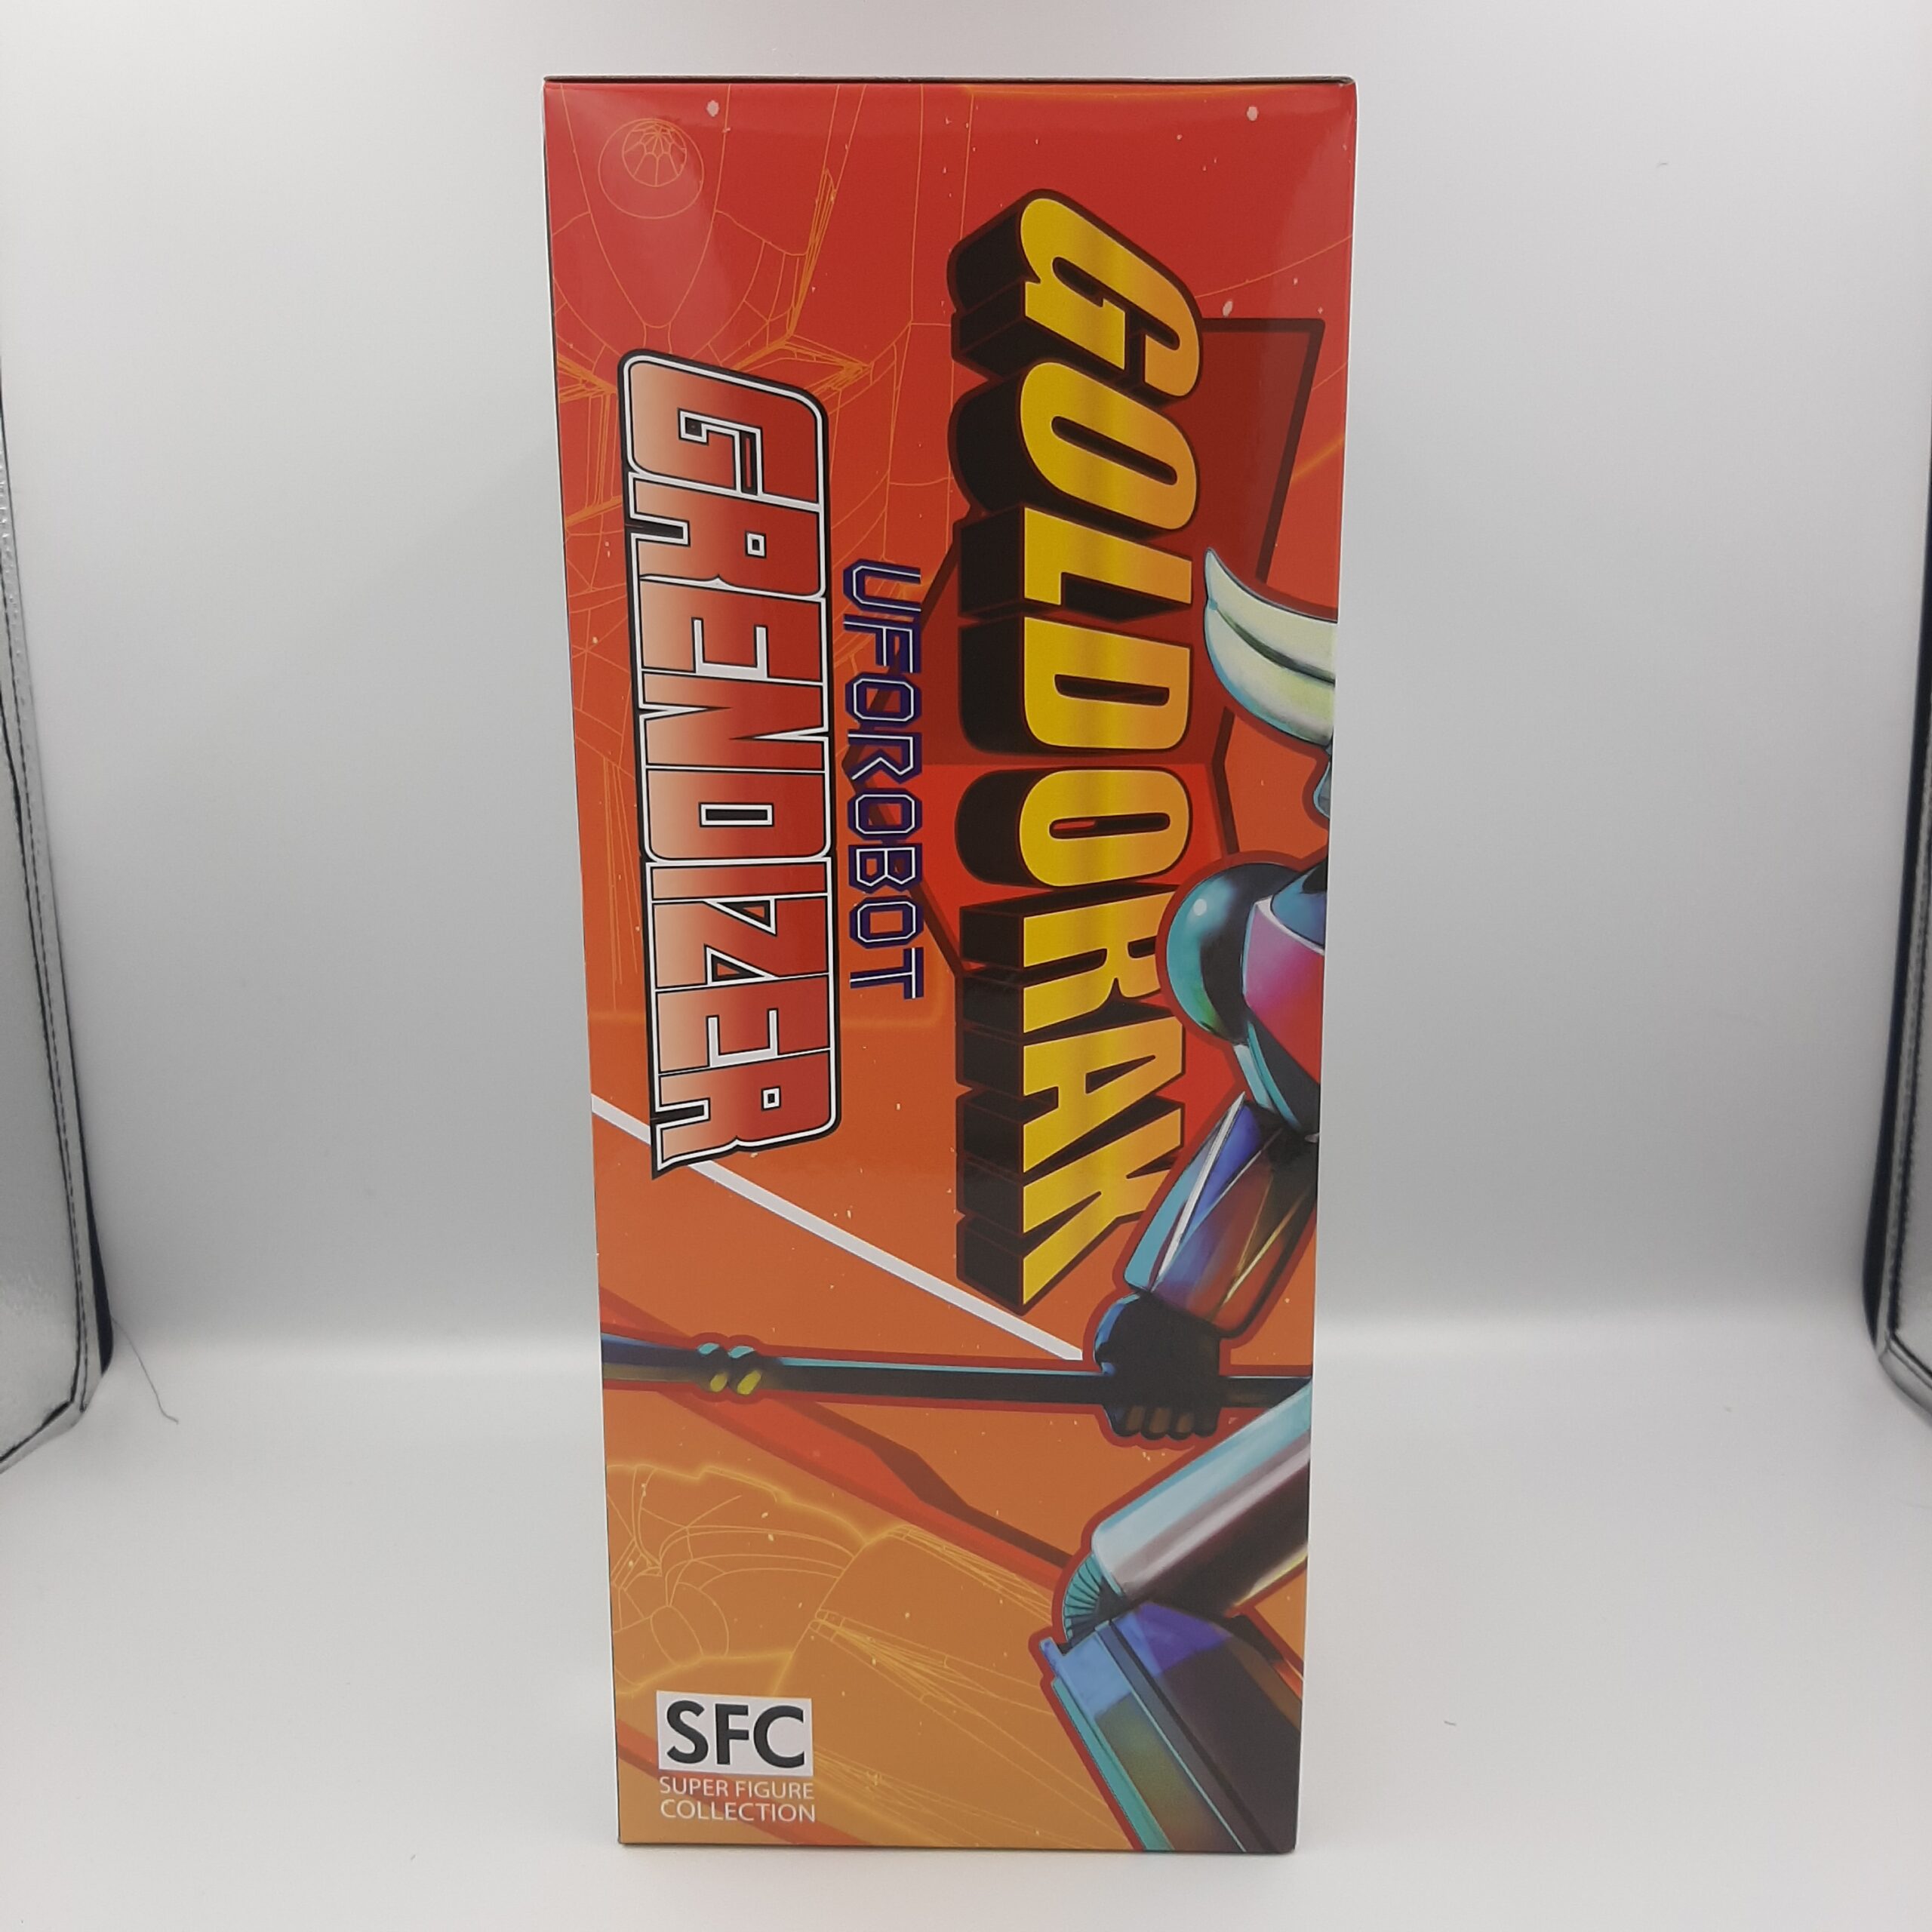 GOLDORAK
UFOROBOT
GRENDIZER
SFC
SUPER FIGURE
COLLECTION